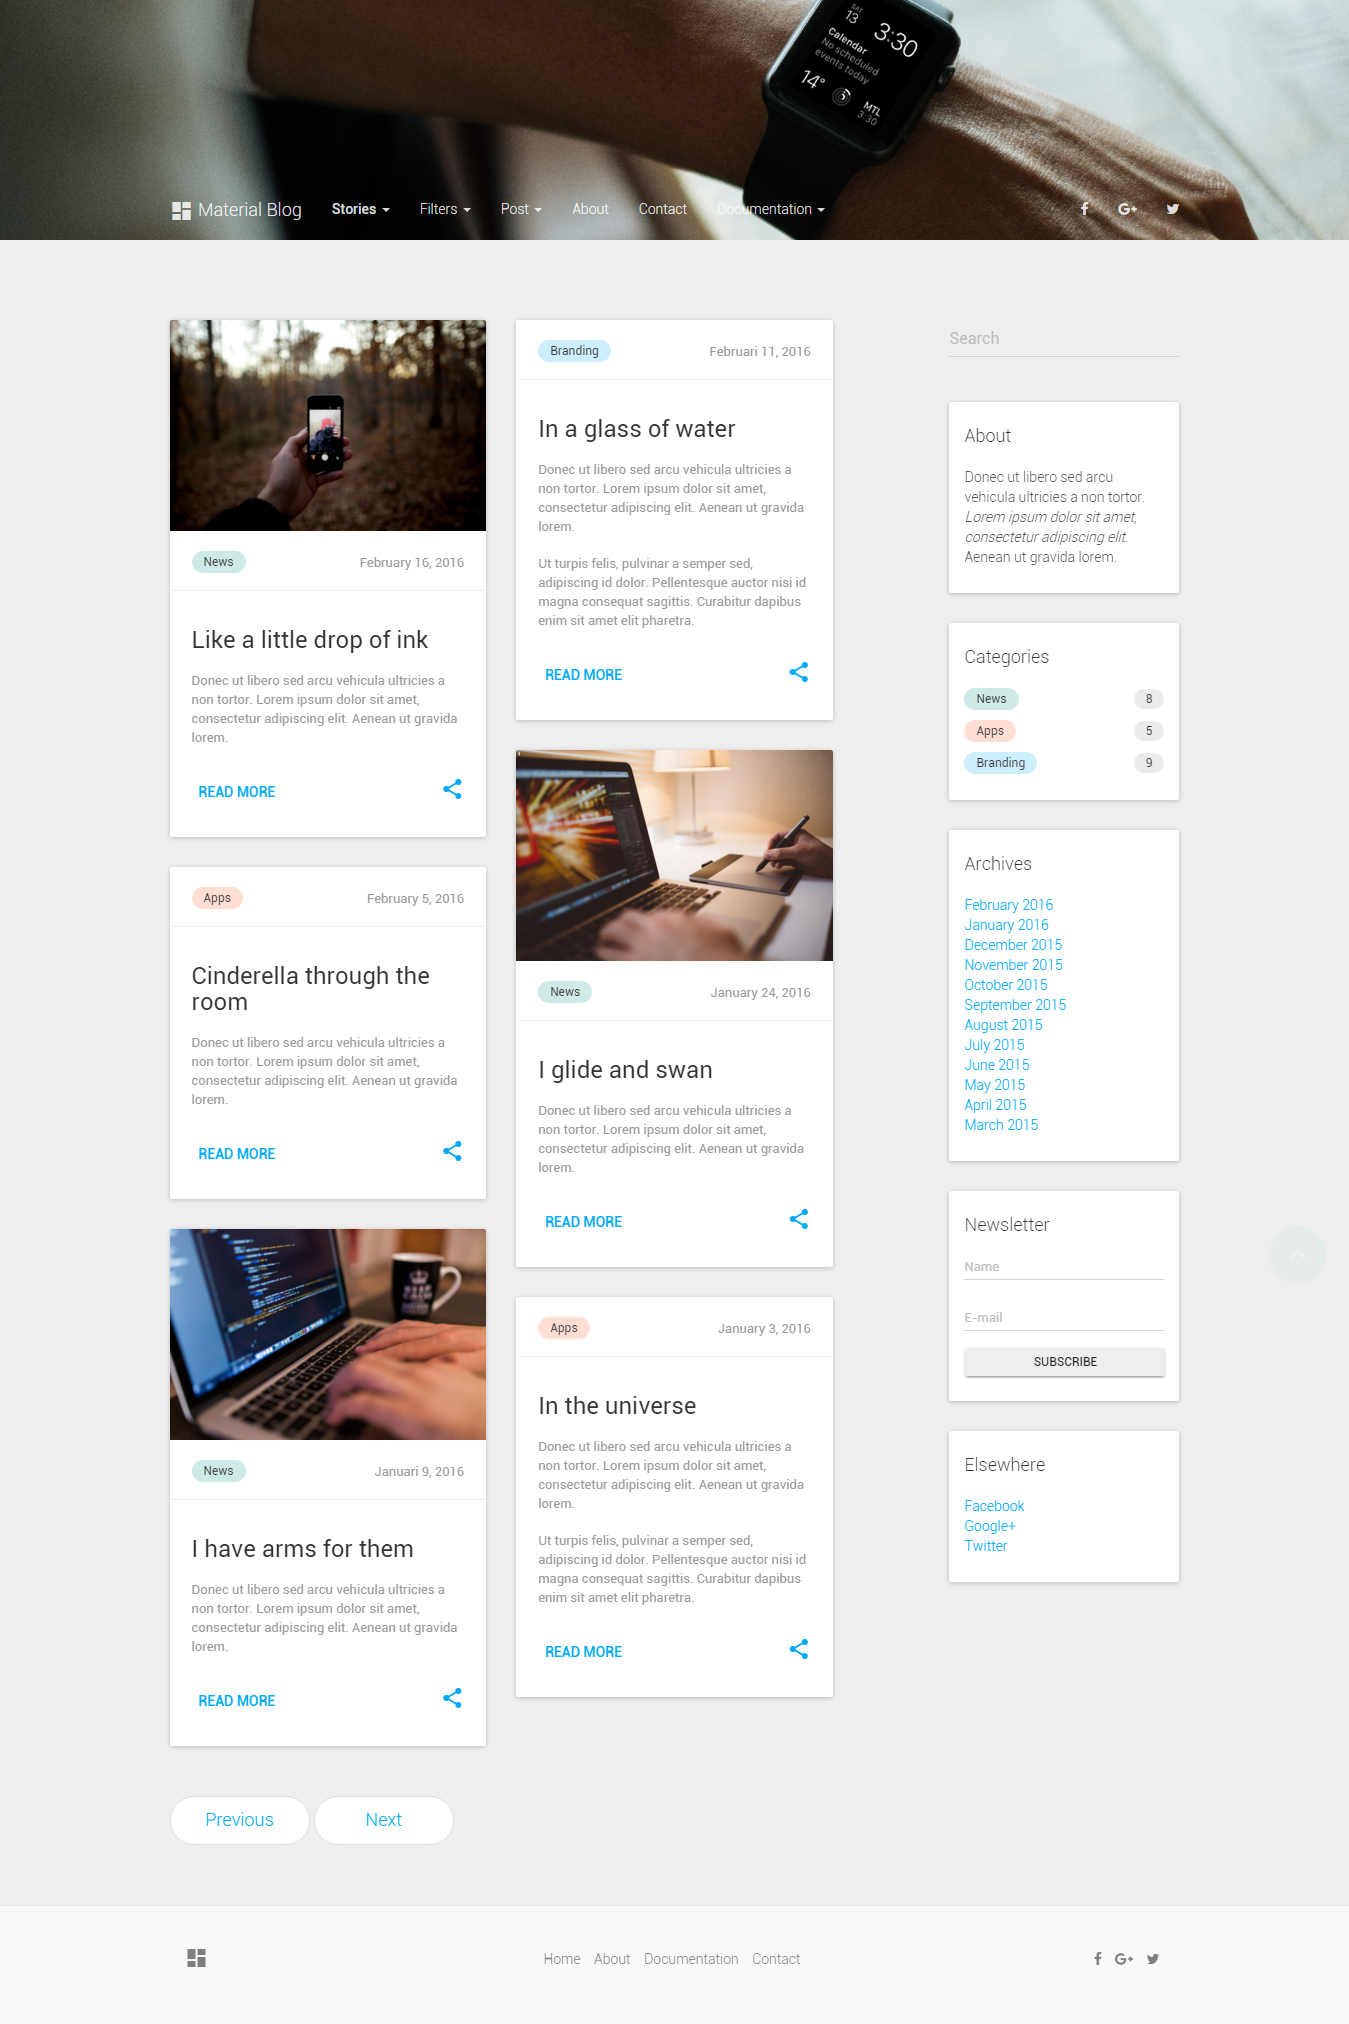 SAT
13
3:30
Calendar
No scheduled
events today
14°
MTL
3:30
Material Blog Stories Filters Post About Contact Documentation
Februari 11, 2016
Branding
In a glass of water
Donec ut libero sed arcu vehicula ultricies a
non tortor. Lorem ipsum dolor sit amet,
consectetur adipiscing elit. Aenean ut gravida
lorem.
Ut turpis felis, pulvinar a semper sed,
adipiscing id dolor. Pellentesque auctor nisi id
magna consequat sagittis. Curabitur dapibus
enim sit amet elit pharetra.
READ MORE
News February 16, 2016
Like a little drop of ink
Donec ut libero sed arcu vehicula ultricies a
non tortor. Lorem ipsum dolor sit amet,
consectetur adipiscing elit. Aenean ut gravida
lorem.
READ MORE
Apps February 5, 2016
Cinderella through the
room
Donec ut libero sed arcu vehicula ultricies a
non tortor. Lorem ipsum dolor sit amet,
consectetur adipiscing elit. Aenean ut gravida
lorem.
READ MORE
News January 24, 2016
I glide and swan
Donec ut libero sed arcu vehicula ultricies a
non tortor. Lorem ipsum dolor sit amet,
consectetur adipiscing elit. Aenean ut gravida
lorem.
READ MORE
News Januari 9, 2016
I have arms for them
Donec ut libero sed arcu vehicula ultricies a
non tortor. Lorem ipsum dolor sit amet,
consectetur adipiscing elit. Aenean ut gravida
lorem.
READ MORE
Apps January 3, 2016
In the universe
Donec ut libero sed arcu vehicula ultricies a
non tortor. Lorem ipsum dolor sit amet,
consectetur adipiscing elit. Aenean ut gravida
lorem.
Ut turpis felis, pulvinar a semper sed,
adipiscing id dolor. Pellentesque auctor nisi id
magna consequat sagittis. Curabitur dapibus
enim sit amet elit pharetra.
READ MORE
Previous Next
Search
About
Donec ut libero sed arcu
vehicula ultricies a non tortor.
Lorem ipsum dolor sit amet,
consectetur adipiscing elit.
Aenean ut gravida lorem.
Categories
News 8
Apps 5
Branding 9
Archives
February 2016
January 2016
December 2015
November 2015
October 2015
September 2015
August 2015
July 2015
June 2015
May 2015
April 2015
March 2015
Newsletter
Name
E-mail
SUBSCRIBE
Elsewhere
Facebook
Google+
Twitter
Home About Documentation Contact